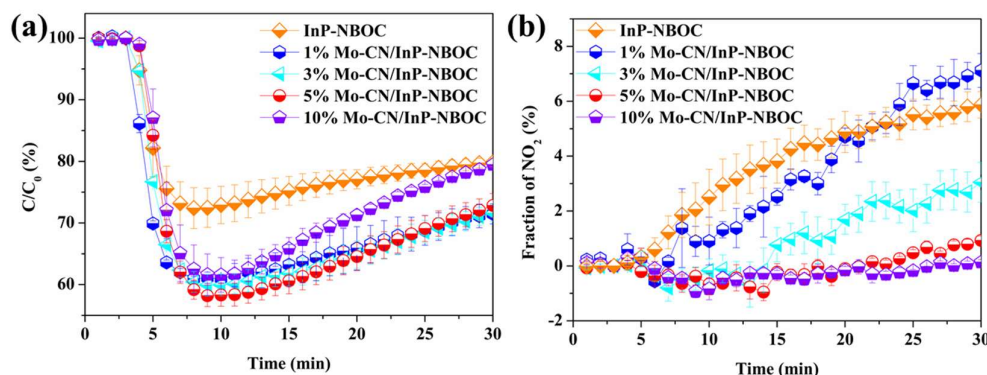 (a)
InP-NBOC
1% Mo-CN/InP-NBOC
3% Mo-CN/InP-NBOC
5% Mo-CN/InP-NBOC
10% Mo-CN/InP-NBOC
C/C0 (%)
100
90
80
70
60
0 5 10 15 20 25 30
Time (min)
(b)
InP-NBOC
1% Mo-CN/InP-NBOC
3% Mo-CN/InP-NBOC
5% Mo-CN/InP-NBOC
10% Mo-CN/InP-NBOC
Fraction of NO2 (%)
8
6
4
2
0
-2
0 5 10 15 20 25 30
Time (min)